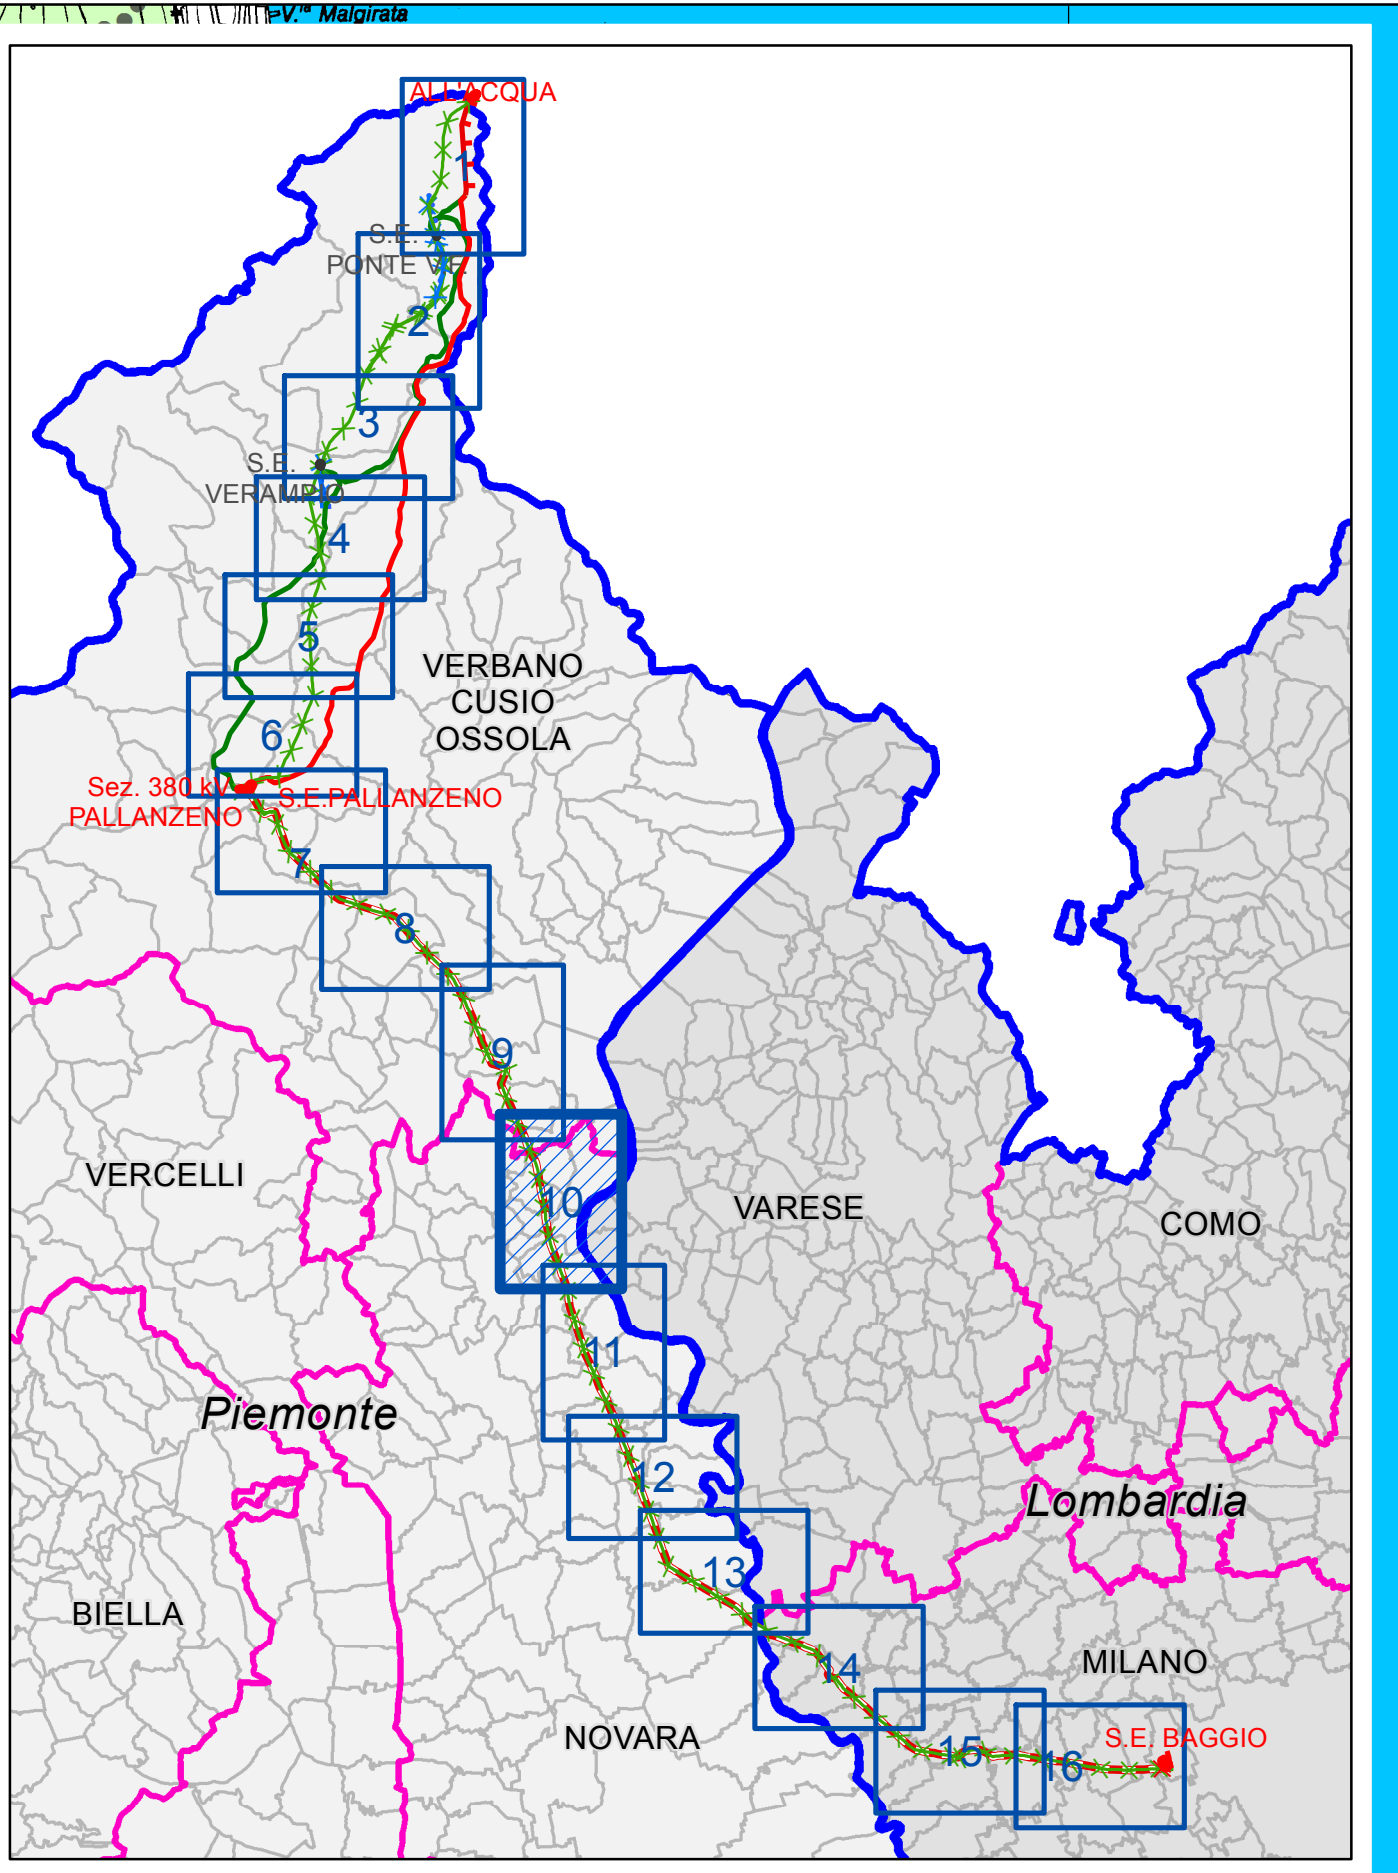 V.ᵗᵃ Malgirata
ALL'ACQUA
1
S.E.
PONTE V.F.
2
3
S.E.
VERAMPIO
4
5
VERBANO
CUSIO
OSSOLA
6
Sez. 380 kV
PALLANZENO
S.E.PALLANZENO
7
8
9
VERCELLI
10
VARESE
COMO
11
Piemonte
12
Lombardia
13
BIELLA
14
MILANO
NOVARA
15
S.E. BAGGIO
16